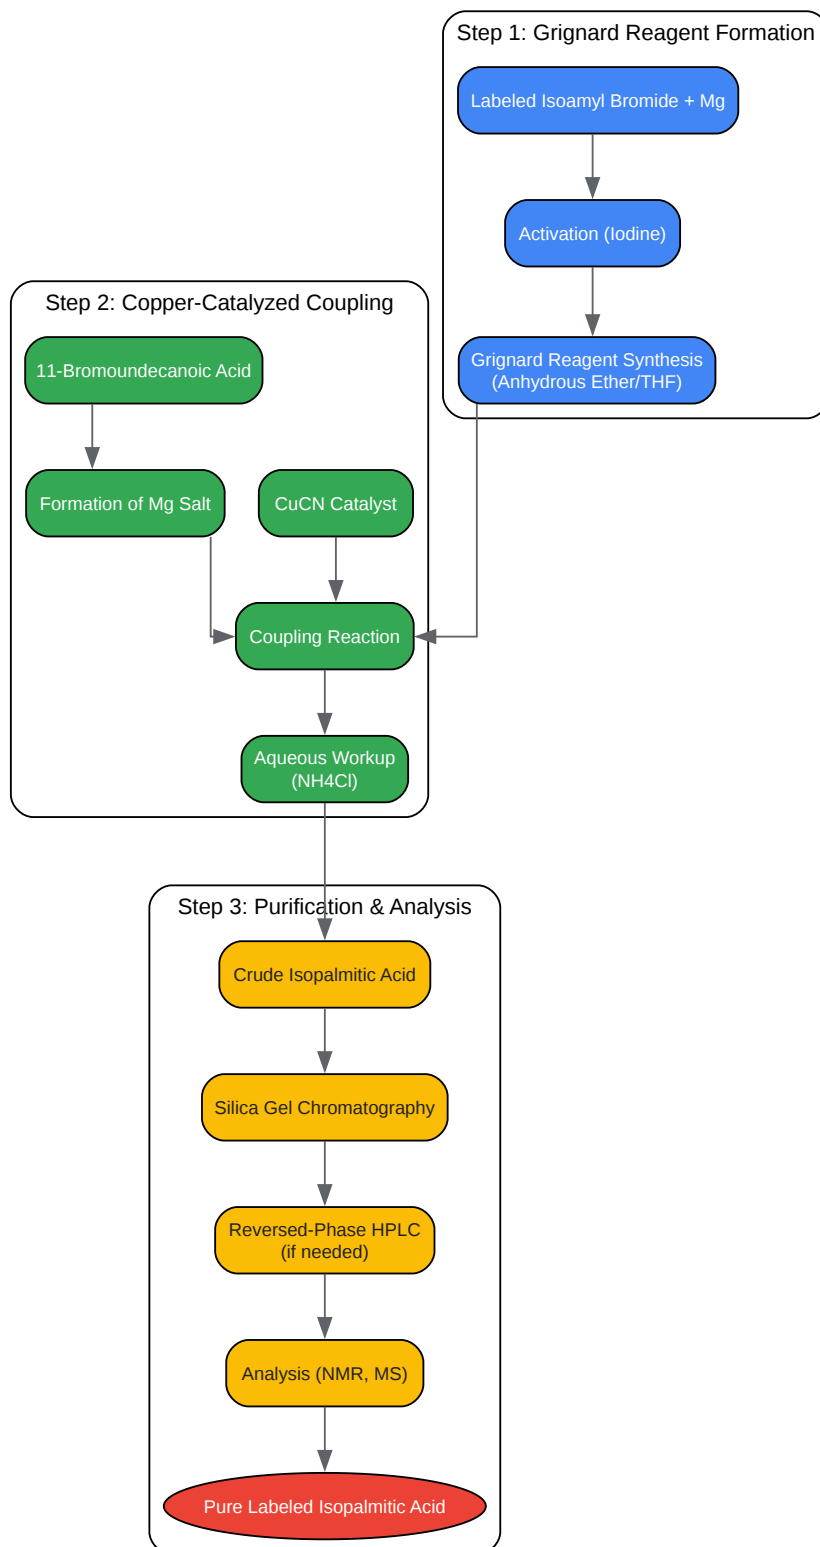 Step 1: Grignard Reagent Formation
Labeled Isoamyl Bromide + Mg
Activation (Iodine)
Grignard Reagent Synthesis
(Anhydrous Ether/THF)
Step 2: Copper-Catalyzed Coupling
11-Bromoundecanoic Acid
Formation of Mg Salt
CuCN Catalyst
Coupling Reaction
Aqueous Workup
(NH4Cl)
Step 3: Purification & Analysis
Crude Isopalmitic Acid
Silica Gel Chromatography
Reversed-Phase HPLC
(if needed)
Analysis (NMR, MS)
Pure Labeled Isopalmitic Acid